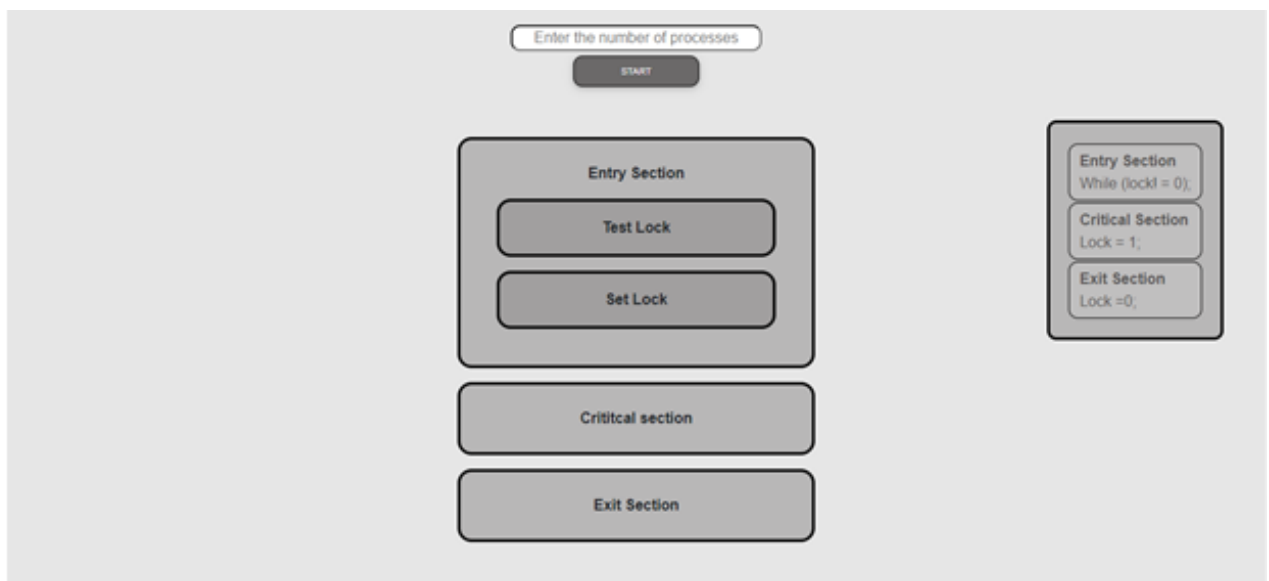 Enter the number of processes
START
Entry Section
Test Lock
Set Lock
Crititcal section
Exit Section
Entry Section
While (lock! = 0);
Critical Section
Lock = 1;
Exit Section
Lock =0;